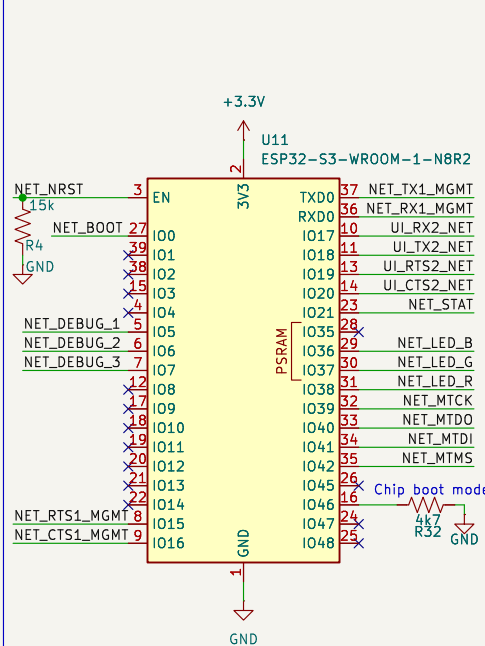 +3.3V
U11
ESP32-S3-WROOM-1-N8R2
2
3V3
NET_NRST 3 EN TXD0 37 NET_TX1_MGMT
15k RXD0 36 NET_RX1_MGMT
NET_BOOT 27 IO0 IO17 10 UI_RX2_NET
R4 39 IO1 IO18 11 UI_TX2_NET
GND 38 IO2 IO19 13 UI_RTS2_NET
15 IO3 IO20 14 UI_CTS2_NET
4 IO4 IO21 23 NET_STAT
NET_DEBUG_1 5 IO5 IO35 28
NET_DEBUG_2 6 IO6 IO36 29 NET_LED_B
NET_DEBUG_3 7 IO7 IO37 30 NET_LED_G
PSRAM
12 IO8 IO38 31 NET_LED_R
17 IO9 IO39 32 NET_MTCK
18 IO10 IO40 33 NET_MTDO
19 IO11 IO41 34 NET_MTDI
20 IO12 IO42 35 NET_MTMS
21 IO13 IO45 26 Chip boot mode
22 IO14 IO46 16
NET_RTS1_MGMT 8 IO15 IO47 24 4k7
R32 GND
NET_CTS1_MGMT 9 IO16 IO48 25
GND
1
GND